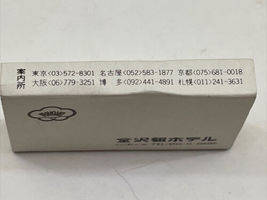 案内所
東京(03)572-8301 名古屋(052)583-1877 京都(075)681-0018
大阪(06)779-3251 博多(092)441-4891 札幌(011)241-3631
金沢都ホテル